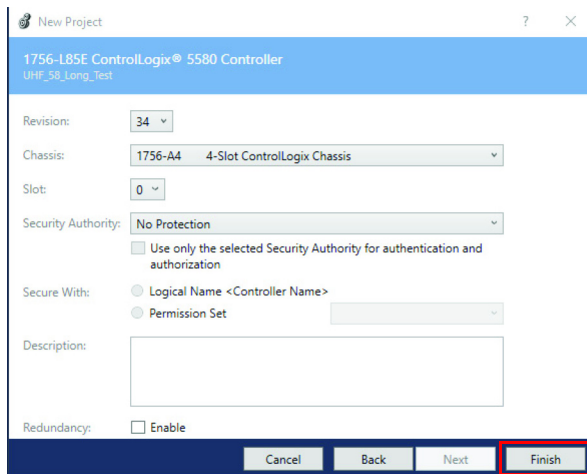 New Project
1756-L85E ControlLogix® 5580 Controller
UHF_58_Long_Test
Revision: 34
Chassis: 1756-A4 4-Slot ControlLogix Chassis
Slot: 0
Security Authority: No Protection
Use only the selected Security Authority for authentication and
authorization
Secure With: Logical Name <Controller Name>
Permission Set
Description:
Redundancy: Enable
Cancel Back Next Finish